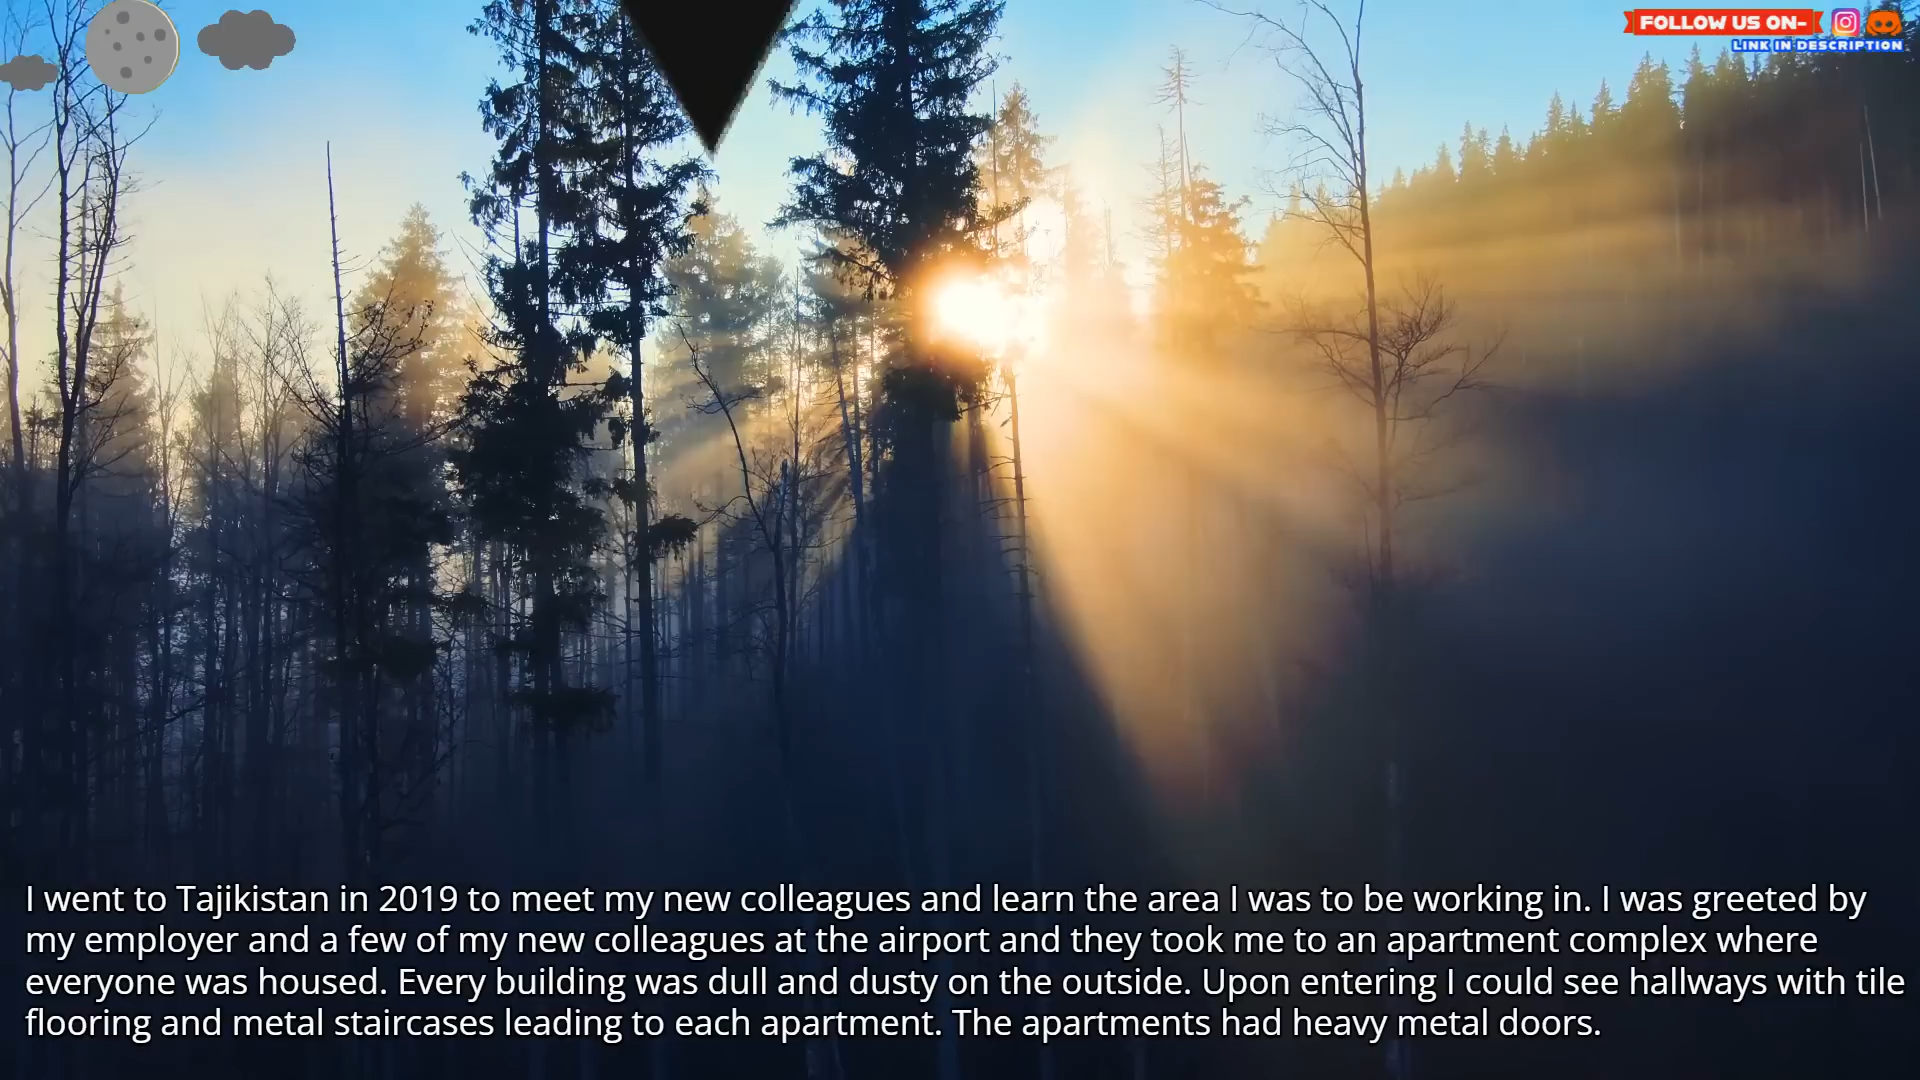 FOLLOW US ON-
LINK IN DESCRIPTION
I went to Tajikistan in 2019 to meet my new colleagues and learn the area I was to be working in. I was greeted by
my employer and a few of my new colleagues at the airport and they took me to an apartment complex where
everyone was housed. Every building was dull and dusty on the outside. Upon entering I could see hallways with tile
flooring and metal staircases leading to each apartment. The apartments had heavy metal doors.